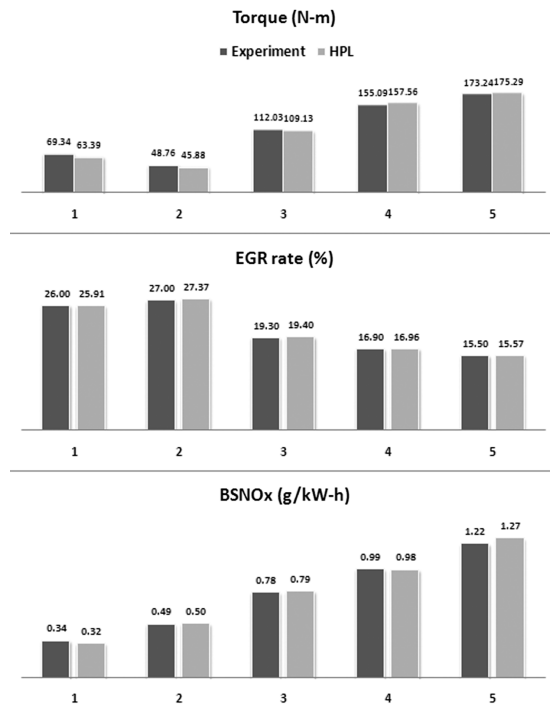 Torque (N-m)
Experiment HPL
69.34 63.39 48.76 45.88 112.03 109.13 155.09 157.56 173.24 175.29
1 2 3 4 5
EGR rate (%)
26.00 25.91 27.00 27.37 19.30 19.40 16.90 16.96 15.50 15.57
1 2 3 4 5
BSNOx (g/kW-h)
0.34 0.32 0.49 0.50 0.78 0.79 0.99 0.98 1.22 1.27
1 2 3 4 5